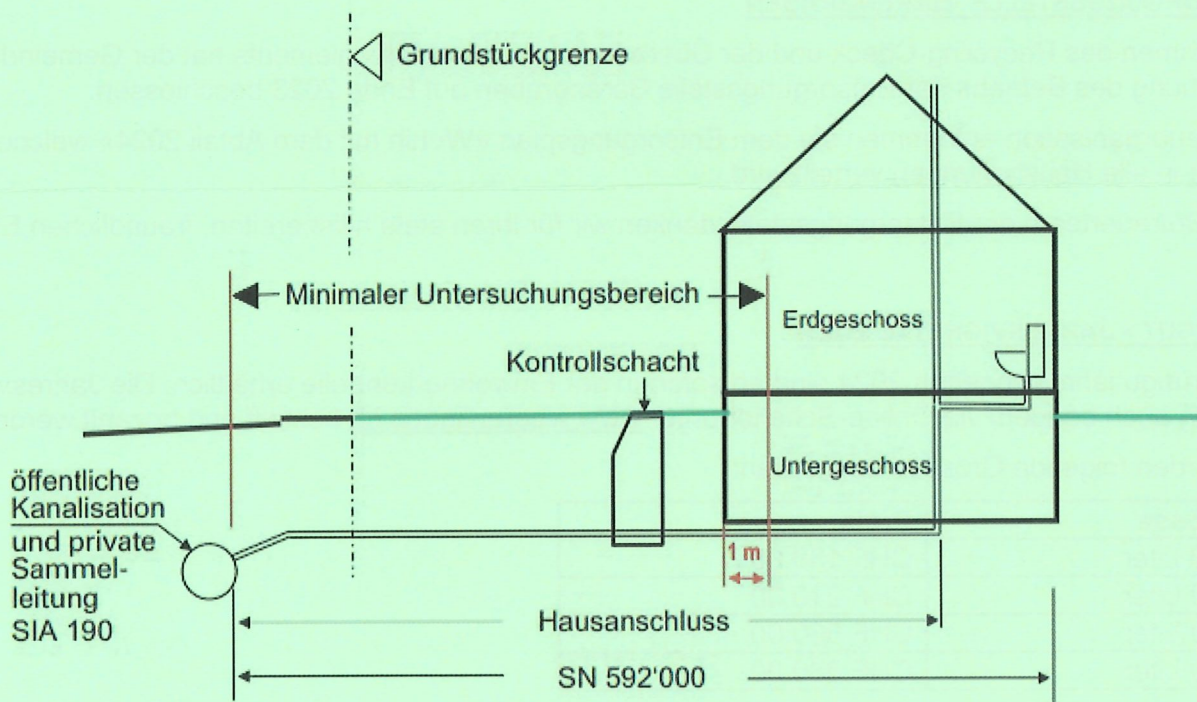 Grundstückgrenze
Minimaler Untersuchungsbereich
Erdgeschoss
Kontrollschacht
Untergeschoss
öffentliche
Kanalisation
und private
Sammel-
leitung
SIA 190
1 m
Hausanschluss
SN 592'000